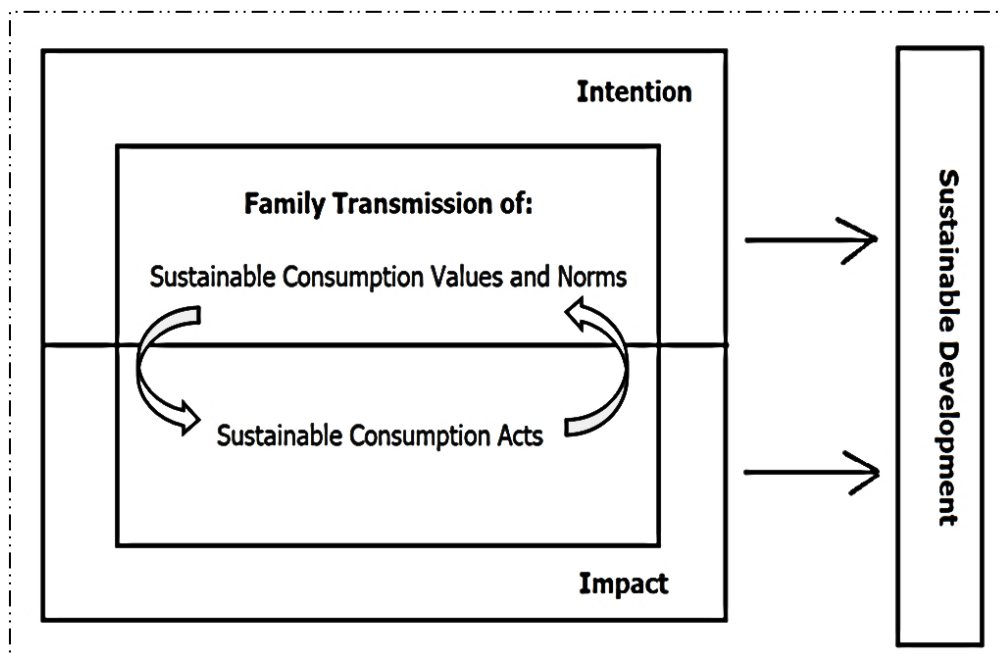 Intention
Family Transmission of:
Sustainable Consumption Values and Norms
Sustainable Consumption Acts
Impact
Sustainable Development